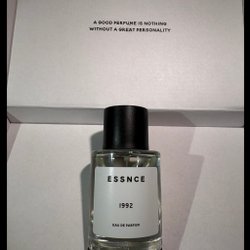 A GOOD PERFUME IS NOTHING
WITHOUT A GREAT PERSONALITY
ESSNCE
1992
EAU DE PARFUM